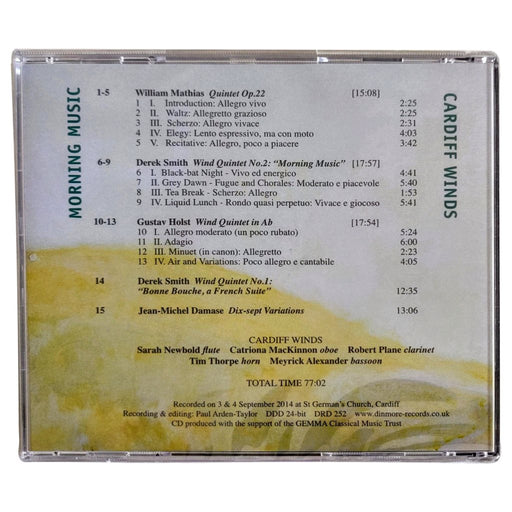 MORNING MUSIC
1-5 William Mathias Quintet Op.22 [15:08]
1 I. Introduction: Allegro vivo 2:25
2 II. Waltz: Allegretto grazioso 2:25
3 III. Scherzo: Allegro vivace 2:31
4 IV. Elegy: Lento espressivo, ma con moto 4:03
5 V. Recitative: Allegro, poco a piacere 3:42
6-9 Derek Smith Wind Quintet No.2: “Morning Music” [17:57]
6 I. Black-bat Night - Vivo ed energico 4:41
7 II. Grey Dawn - Fugue and Chorales: Moderato e piacevole 5:40
8 III. Tea Break - Scherzo: Allegro 1:53
9 IV. Liquid Lunch - Rondo quasi perpetuo: Vivace e giocoso 5:41
10-13 Gustav Holst Wind Quintet in Ab [17:54]
10 I. Allegro moderato (un poco rubato) 5:24
11 II. Adagio 6:00
12 III. Minuet (in canon): Allegretto 2:23
13 IV. Air and Variations: Poco allegro e cantabile 4:05
14 Derek Smith Wind Quintet No.1:
“Bonne Bouche, a French Suite” 12:35
15 Jean-Michel Damase Dix-sept Variations 13:06
CARDIFF WINDS
Sarah Newbold flute Catriona MacKinnon oboe Robert Plane clarinet
Tim Thorpe horn Meyrick Alexander bassoon
TOTAL TIME 77:02
Recorded on 3 & 4 September 2014 at St German's Church, Cardiff
Recording & editing: Paul Arden-Taylor DDD 24-bit DRD 252 www.dinmore-records.co.uk
CD produced with the support of the GEMMA Classical Music Trust
CARDIFF WINDS